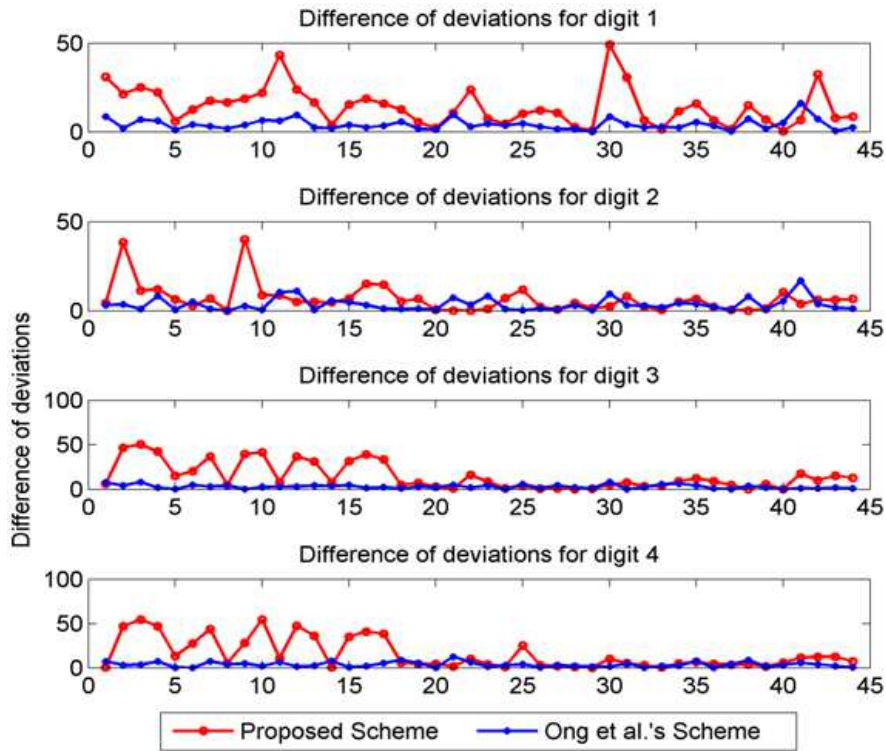 Difference of deviations for digit 1
50
0
0 5 10 15 20 25 30 35 40 45
Difference of deviations for digit 2
50
0
0 5 10 15 20 25 30 35 40 45
Difference of deviations for digit 3
100
50
0
0 5 10 15 20 25 30 35 40 45
Difference of deviations for digit 4
100
50
0
0 5 10 15 20 25 30 35 40 45
Difference of deviations
Proposed Scheme Ong et al.'s Scheme